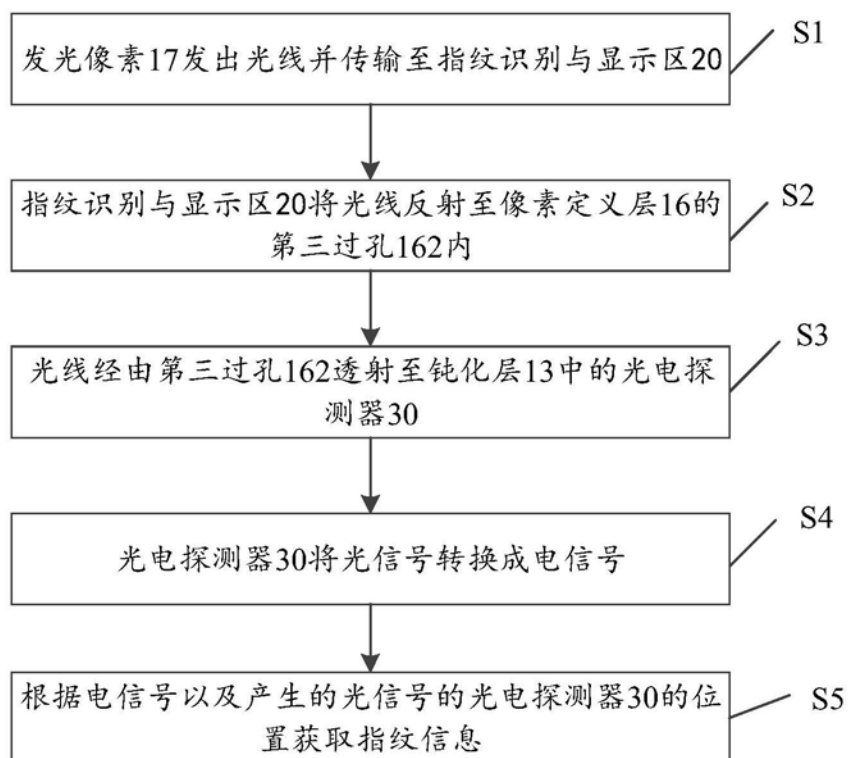 发光像素17发出光线并传输至指纹识别与显示区20
S1
指纹识别与显示区20将光线反射至像素定义层16的
第三过孔162内
S2
光线经由第三过孔162透射至钝化层13中的光电探
测器30
S3
光电探测器30将光信号转换成电信号
S4
根据电信号以及产生的光信号的光电探测器30的位
置获取指纹信息
S5